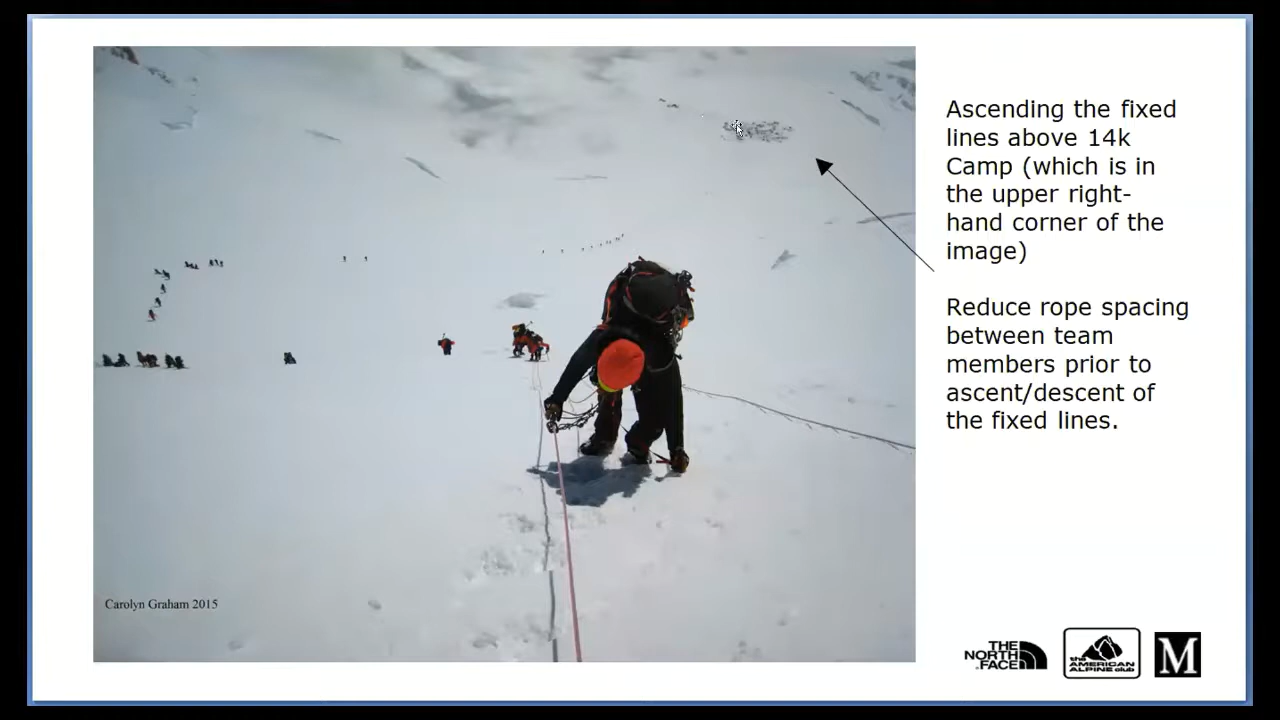 Ascending the fixed
lines above 14k
Camp (which is in
the upper right-
hand corner of the
image)
Reduce rope spacing
between team
members prior to
ascent/descent of
the fixed lines.
Carolyn Graham 2015
THE
NORTH
FACE
the
AMERICAN
ALPINE club
M